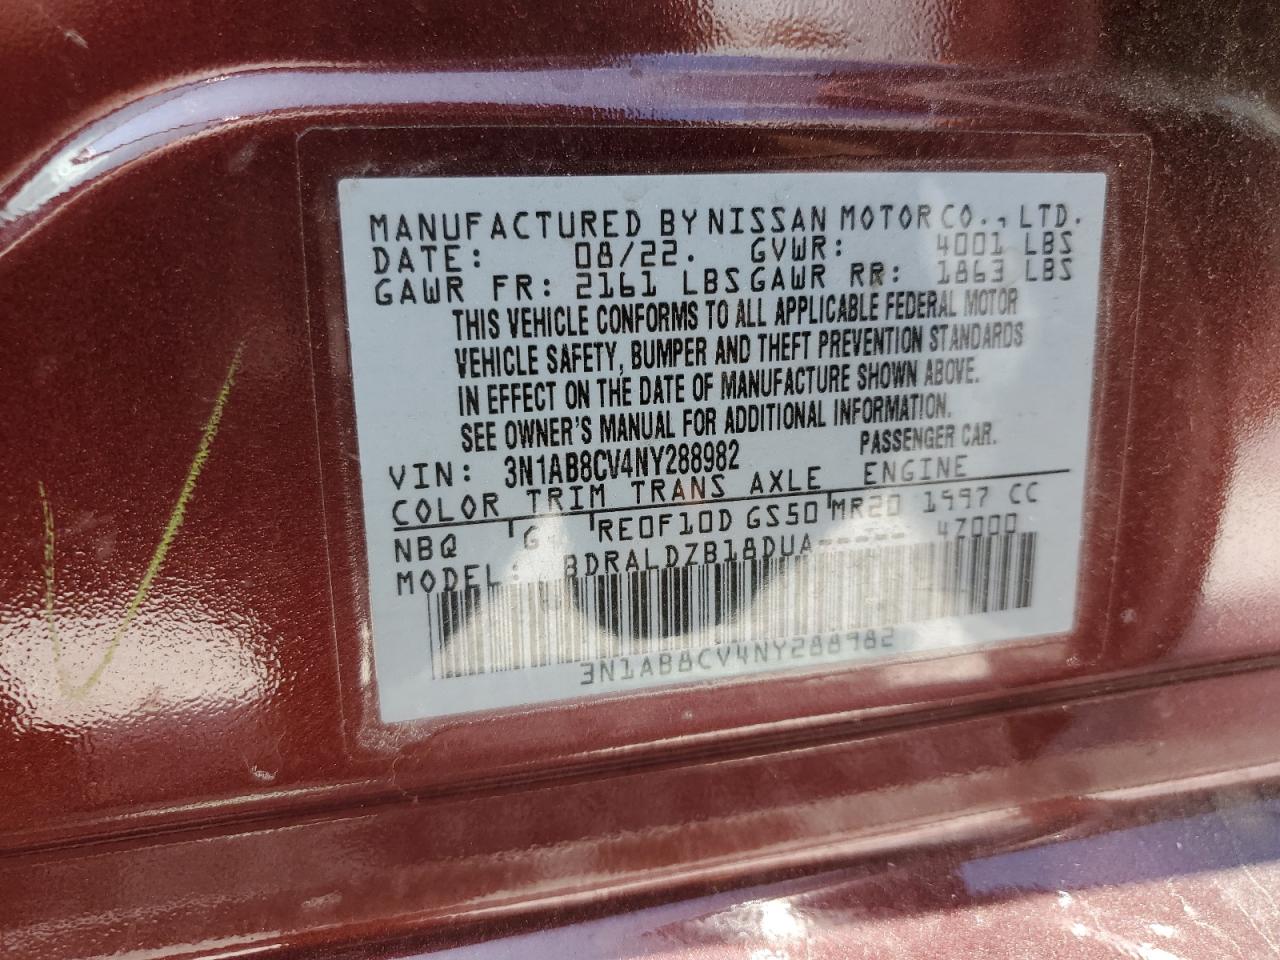 MANUFACTURED BY NISSAN MOTOR CO., LTD.
DATE: 08/22. GVWR: 4001 LBS
GAWR FR: 2161 LBS GAWR RR: 1863 LBS
THIS VEHICLE CONFORMS TO ALL APPLICABLE FEDERAL MOTOR
VEHICLE SAFETY, BUMPER AND THEFT PREVENTION STANDARDS
IN EFFECT ON THE DATE OF MANUFACTURE SHOWN ABOVE.
SEE OWNER'S MANUAL FOR ADDITIONAL INFORMATION.
VIN: 3N1AB8CV4NY288982 PASSENGER CAR.
COLOR TRIM TRANS AXLE ENGINE
NBQ G RE0F10D GS50 MR20 1997 CC
MODEL: BDRALDZB18DUA----- 4Z000
3N1AB8CV4NY288982